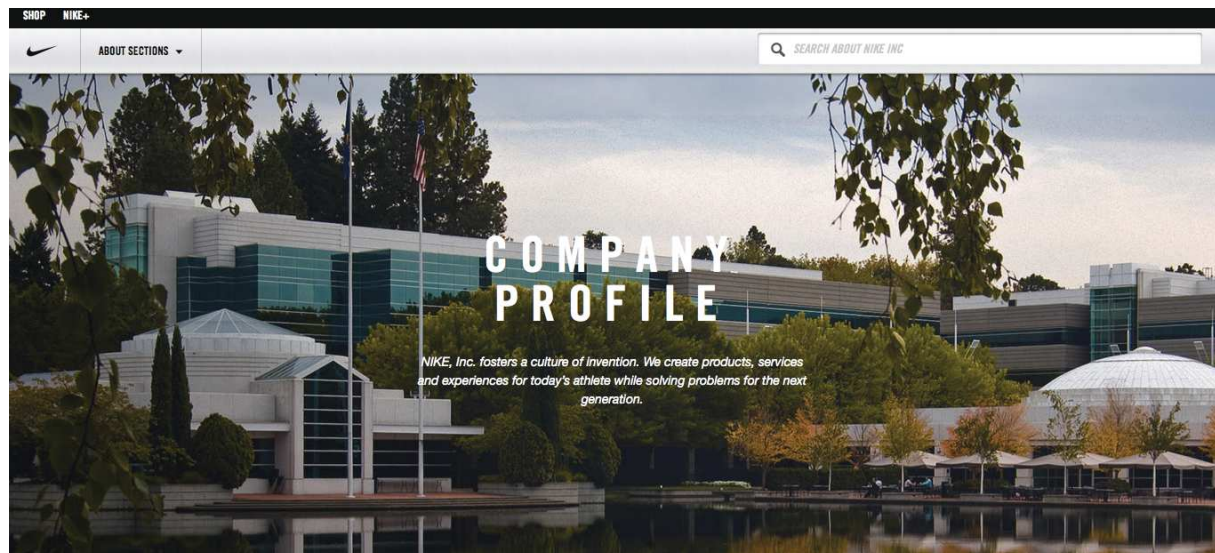 SHOP NIKE+
ABOUT SECTIONS
SEARCH ABOUT NIKE INC
COMPANY
PROFILE
NIKE, Inc. fosters a culture of invention. We create products, services
and experiences for today's athlete while solving problems for the next
generation.